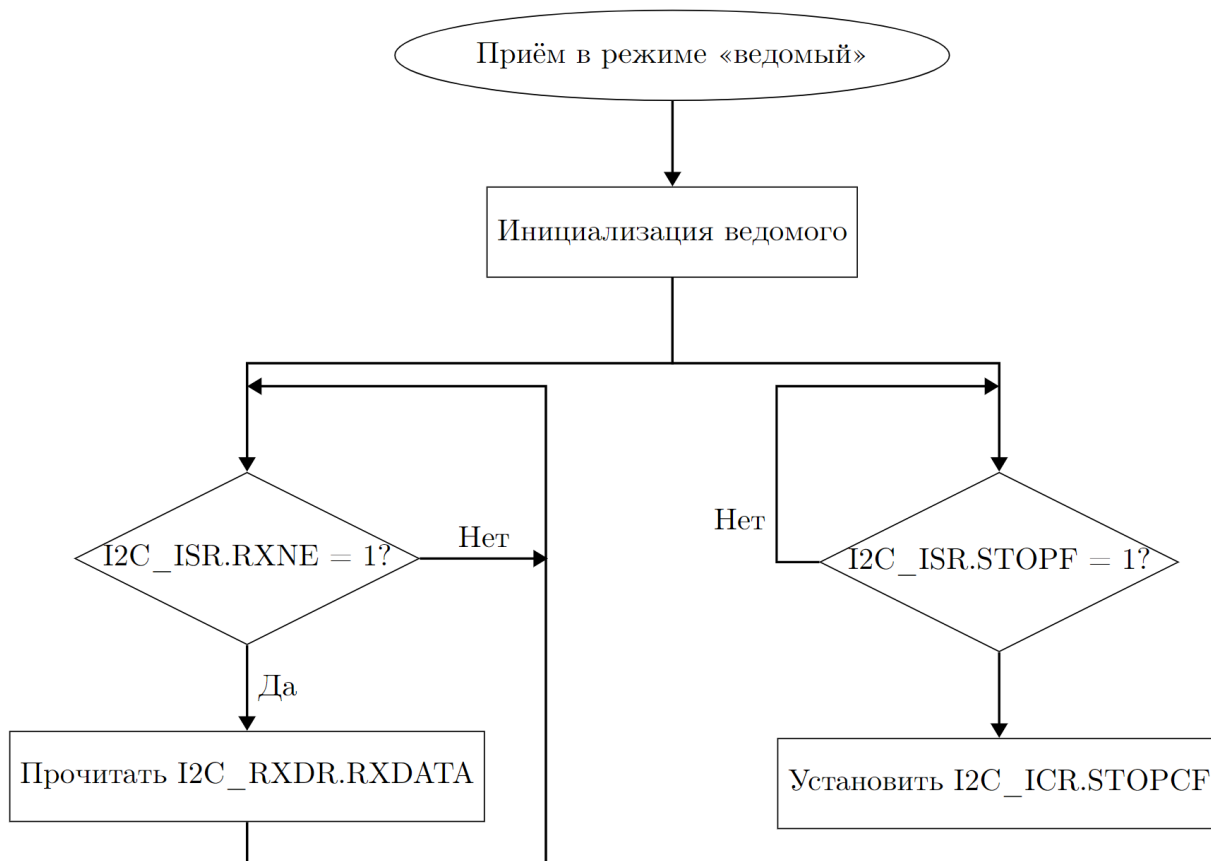 Приём в режиме «ведомый»
Инициализация ведомого
I2C_ISR.RXNE = 1?
Нет
Нет
I2C_ISR.STOPF = 1?
Да
Прочитать I2C_RXDR.RXDATA
Установить I2C_ICR.STOPCF